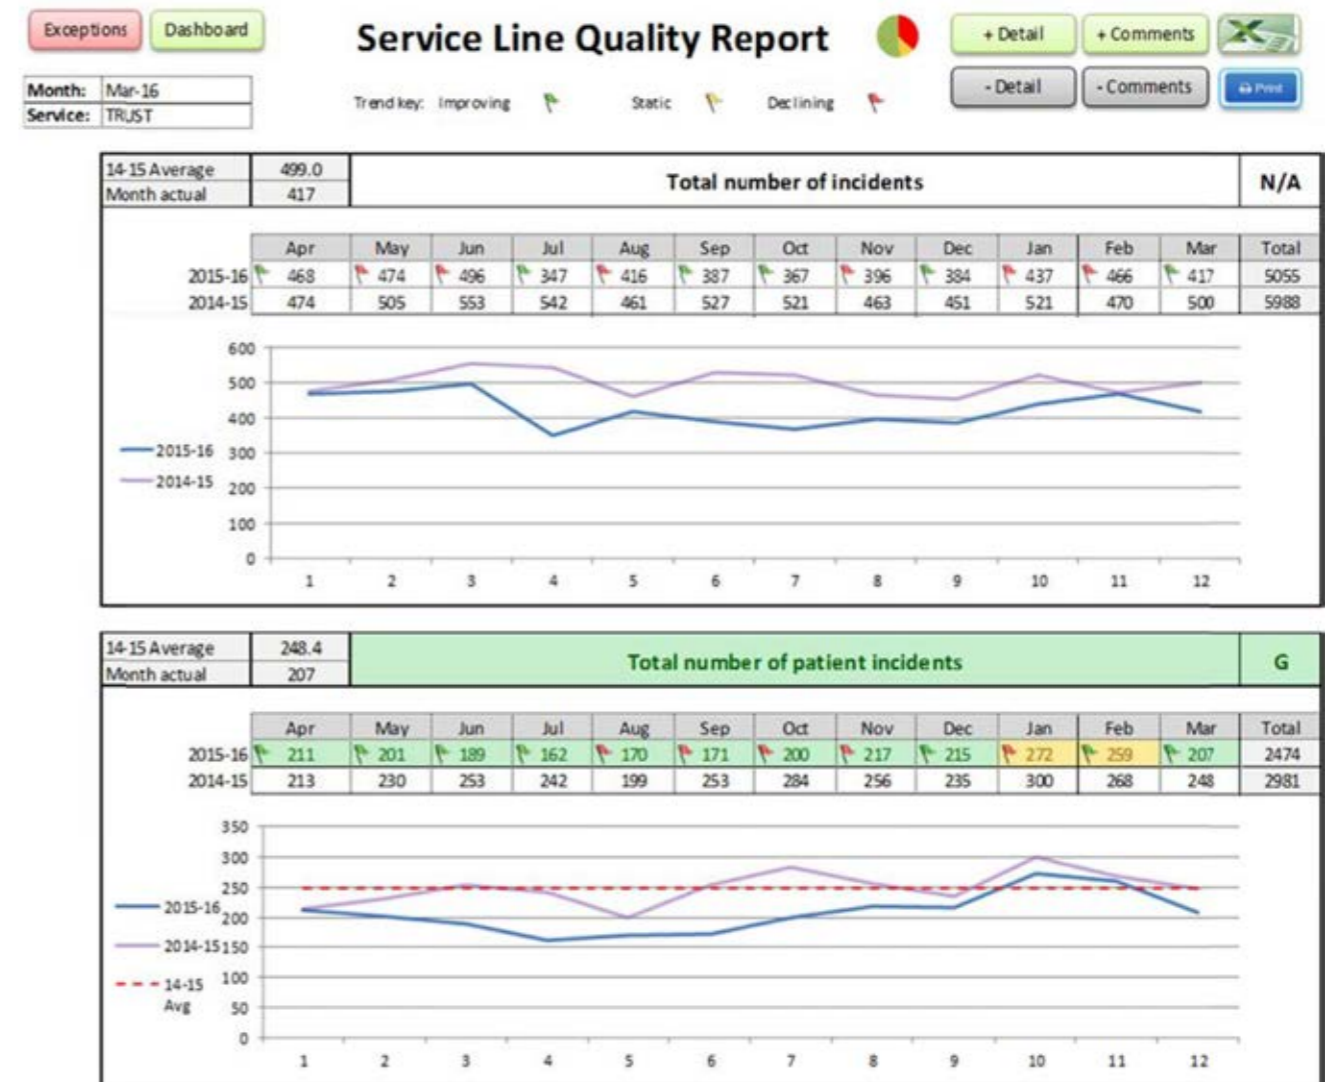 Exceptions Dashboard Service Line Quality Report + Detail + Comments
Month: Mar-16 Trend key: Improving Static Declining - Detail - Comments Print
Service: TRUST
14-15 Average 499.0 Total number of incidents N/A
Month actual 417
Apr May Jun Jul Aug Sep Oct Nov Dec Jan Feb Mar Total
2015-16 468 474 496 347 416 387 367 396 384 437 466 417 5055
2014-15 474 505 553 542 461 527 521 463 451 521 470 500 5988
600
500
400
2015-16 300
2014-15 200
100
0
1 2 3 4 5 6 7 8 9 10 11 12
14-15 Average 248.4 Total number of patient incidents G
Month actual 207
Apr May Jun Jul Aug Sep Oct Nov Dec Jan Feb Mar Total
2015-16 211 201 189 162 170 171 200 217 215 272 259 207 2474
2014-15 213 230 253 242 199 253 284 256 235 300 268 248 2981
350
300
250
2015-16 200
2014-15 150
14-15 100
Avg 50
0
1 2 3 4 5 6 7 8 9 10 11 12